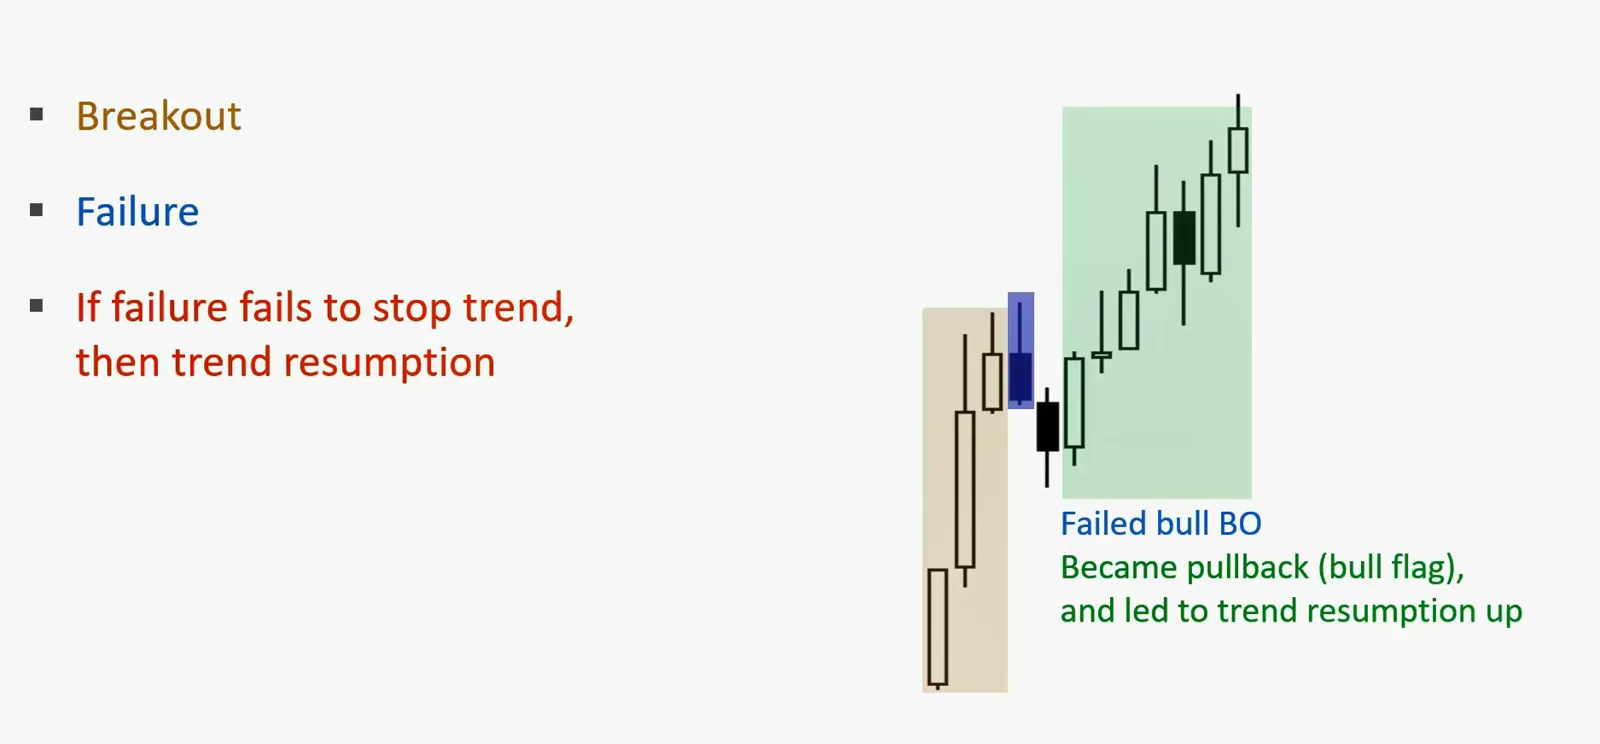 Breakout
Failure
If failure fails to stop trend,
then trend resumption
Failed bull BO
Became pullback (bull flag),
and led to trend resumption up